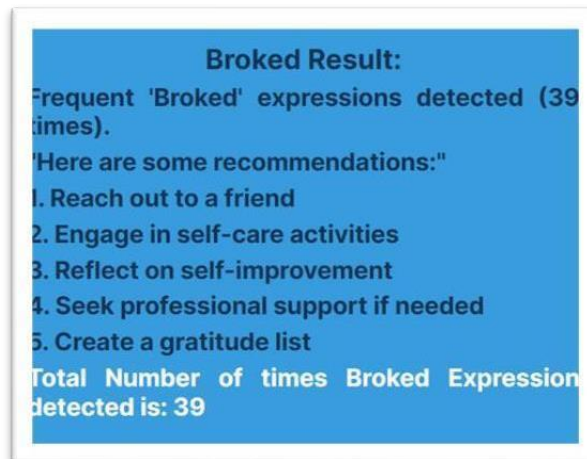 Broked Result:
Frequent 'Broked' expressions detected (39
times).
"Here are some recommendations:"
1. Reach out to a friend
2. Engage in self-care activities
3. Reflect on self-improvement
4. Seek professional support if needed
5. Create a gratitude list
Total Number of times Broked Expression
detected is: 39